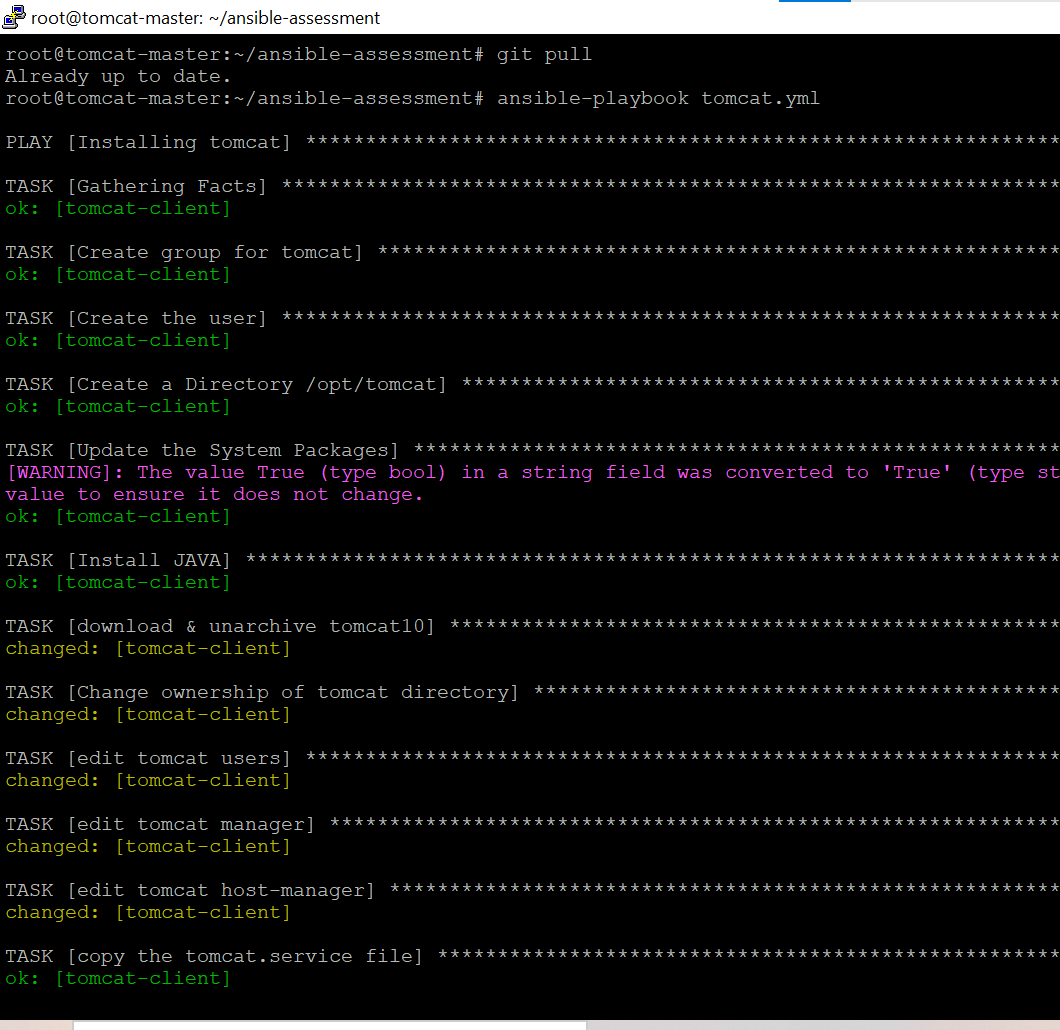 root@tomcat-master: ~/ansible-assessment
root@tomcat-master:~/ansible-assessment# git pull
Already up to date.
root@tomcat-master:~/ansible-assessment# ansible-playbook tomcat.yml
PLAY [Installing tomcat] ***************************************************************
TASK [Gathering Facts] *****************************************************************
ok: [tomcat-client]
TASK [Create group for tomcat] *********************************************************
ok: [tomcat-client]
TASK [Create the user] *****************************************************************
ok: [tomcat-client]
TASK [Create a Directory /opt/tomcat] **************************************************
ok: [tomcat-client]
TASK [Update the System Packages] ******************************************************
[WARNING]: The value True (type bool) in a string field was converted to 'True' (type st
value to ensure it does not change.
ok: [tomcat-client]
TASK [Install JAVA] ********************************************************************
ok: [tomcat-client]
TASK [download & unarchive tomcat10] ***************************************************
changed: [tomcat-client]
TASK [Change ownership of tomcat directory] ********************************************
changed: [tomcat-client]
TASK [edit tomcat users] ***************************************************************
changed: [tomcat-client]
TASK [edit tomcat manager] *************************************************************
changed: [tomcat-client]
TASK [edit tomcat host-manager] ********************************************************
changed: [tomcat-client]
TASK [copy the tomcat.service file] ****************************************************
ok: [tomcat-client]